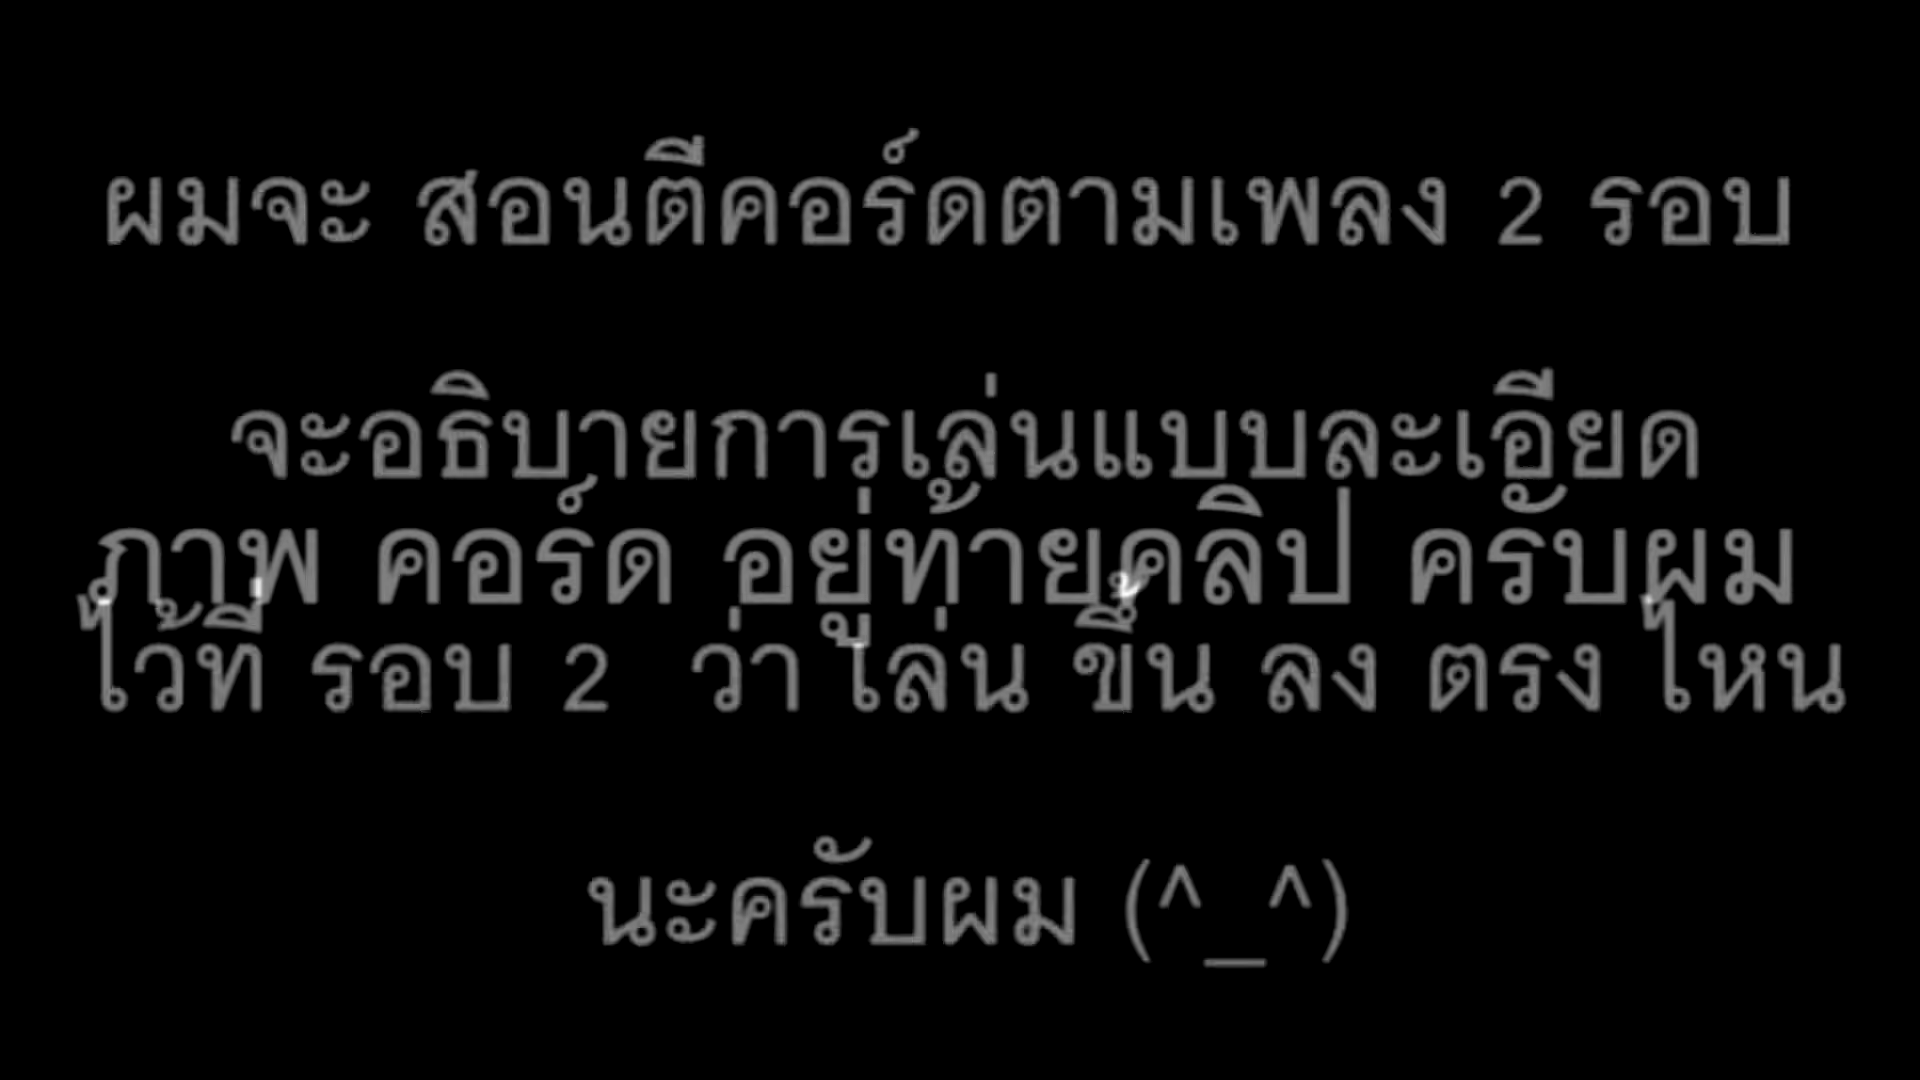 ผมจะ สอนตีคอร์ดตามเพลง 2 รอบ
จะอธิบายการเล่นแบบละเอียด
ภาพ คอร์ด อยู่ท้ายคลิป ครับผม
ไว้ที่ รอบ 2 ว่า เล่น ขึ้น ลง ตรง ไหน
นะครับผม (^_^)